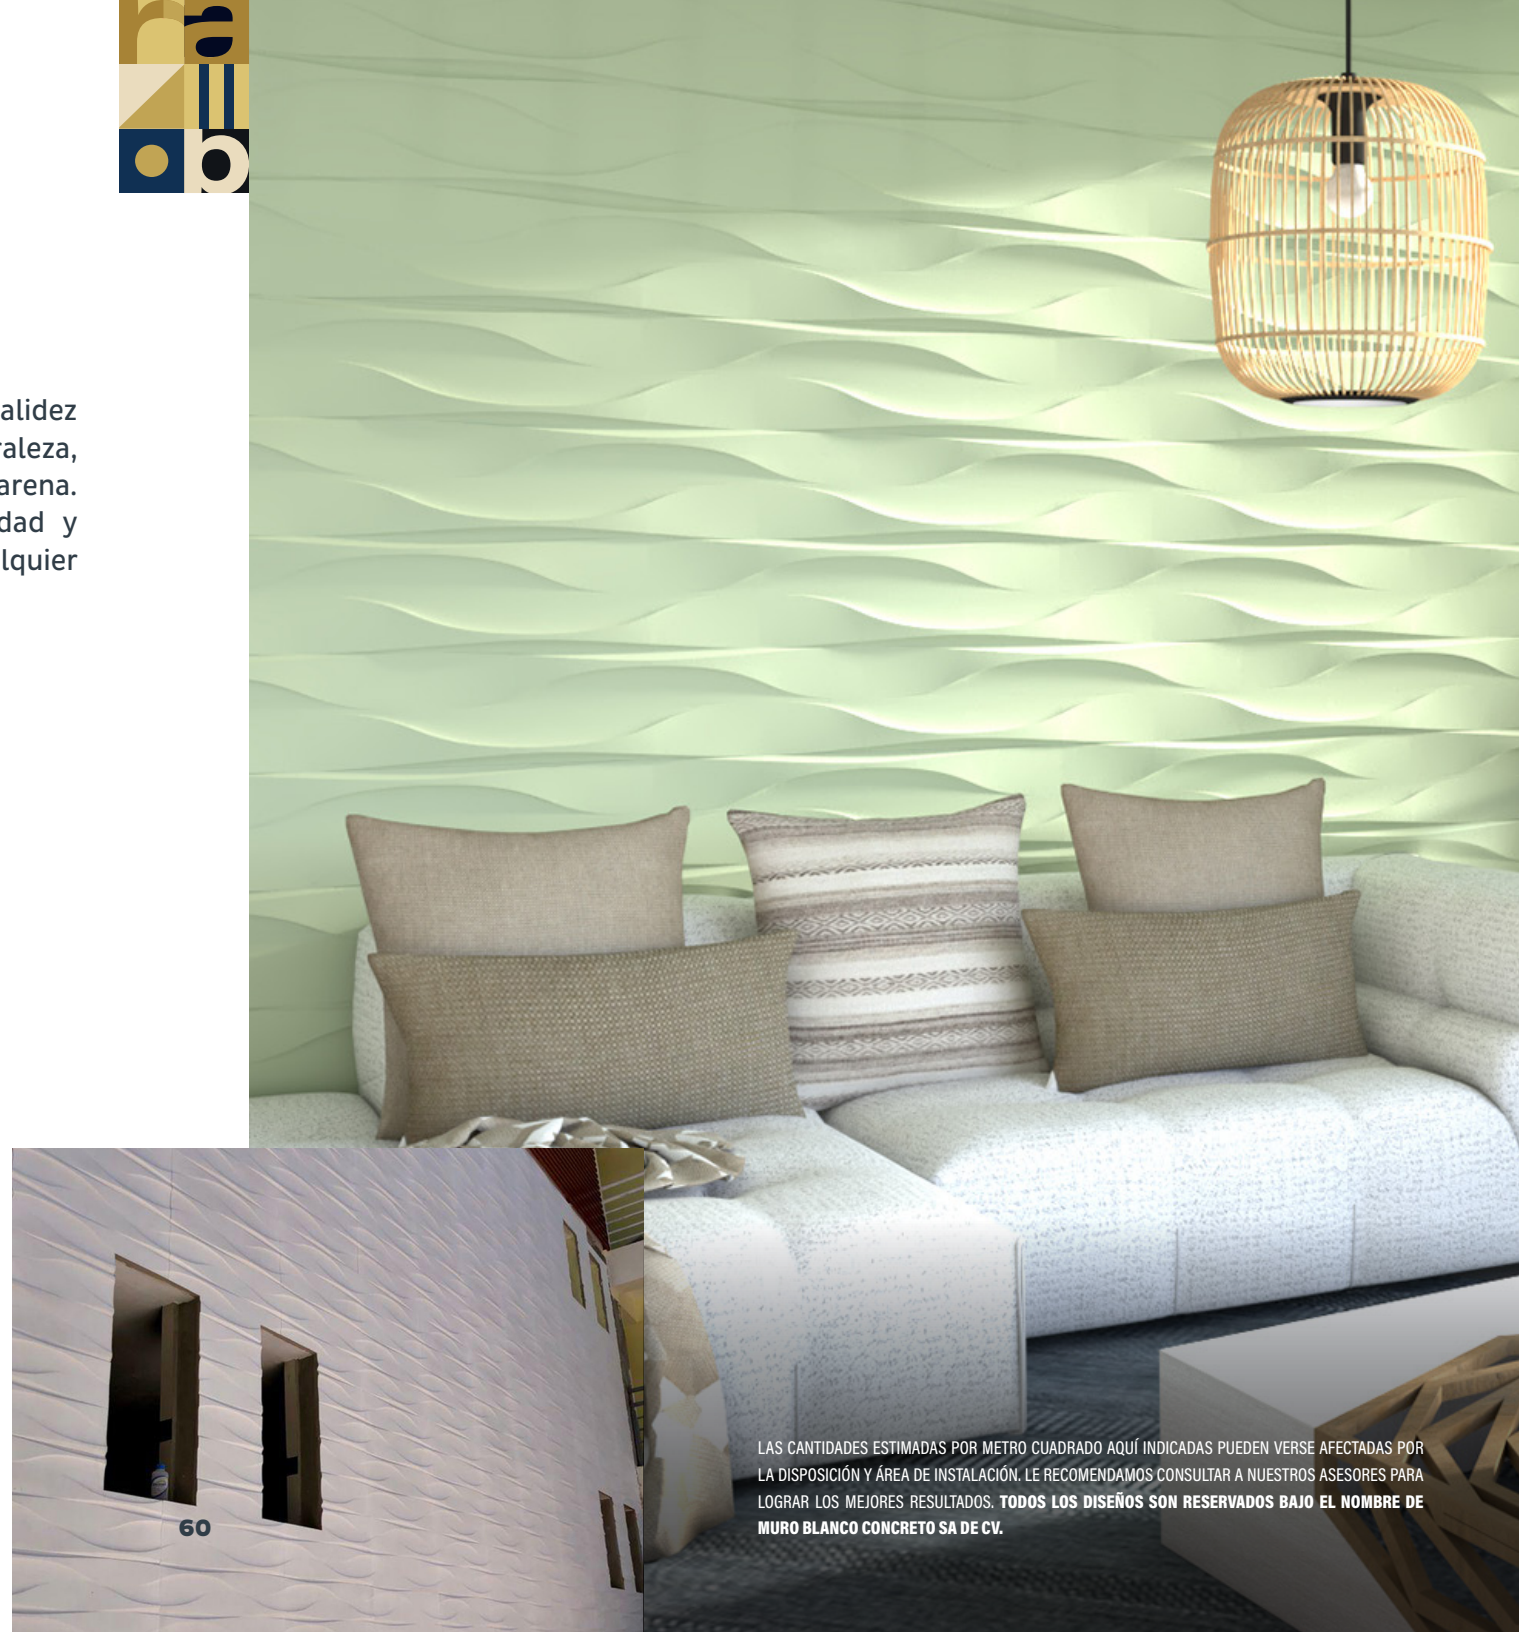 alidez
raleza,
arena.
dad y
lquier
LAS CANTIDADES ESTIMADAS POR METRO CUADRADO AQUÍ INDICADAS PUEDEN VERSE AFECTADAS POR
LA DISPOSICIÓN Y ÁREA DE INSTALACIÓN. LE RECOMENDAMOS CONSULTAR A NUESTROS ASESORES PARA
LOGRAR LOS MEJORES RESULTADOS. TODOS LOS DISEÑOS SON RESERVADOS BAJO EL NOMBRE DE
MURO BLANCO CONCRETO SA DE CV.
60